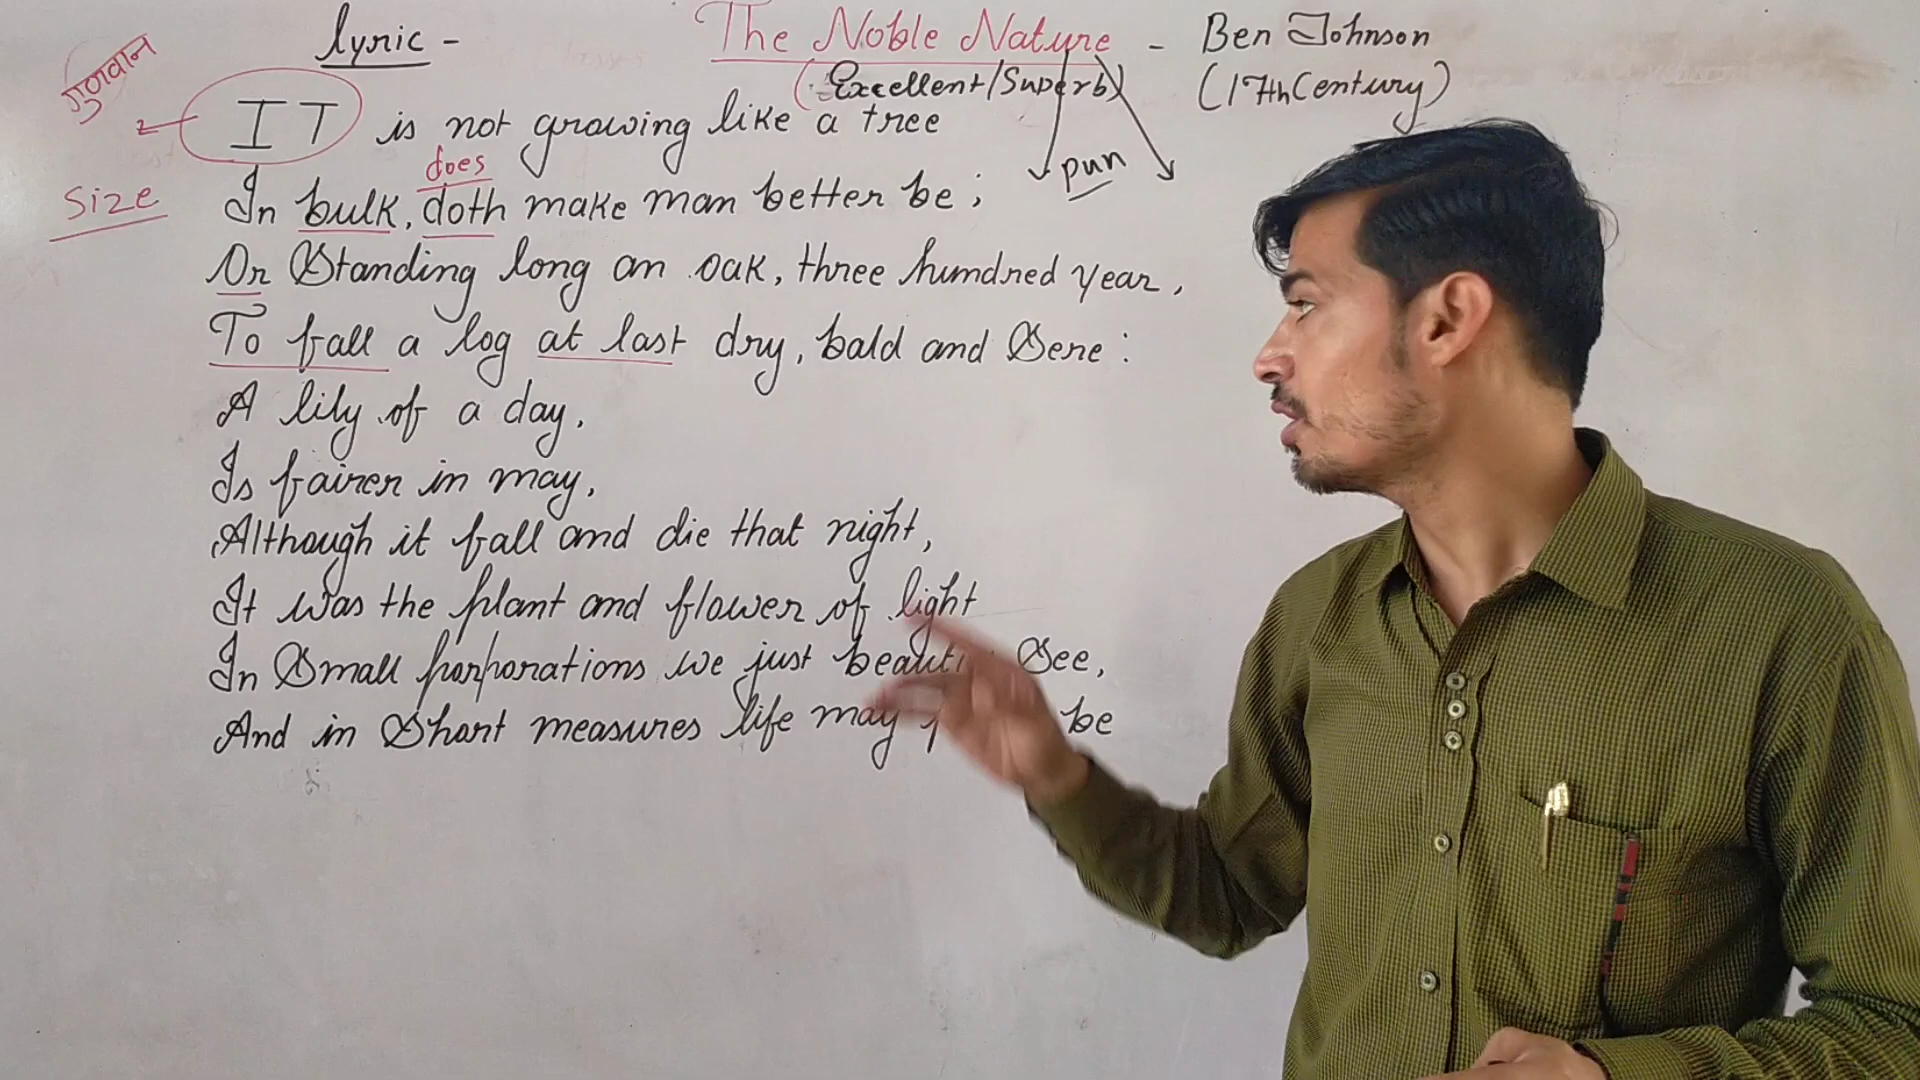 lyric - The Noble Nature - Ben Johnson
गुणवान (Excellent/Superb) (17th Century)
IT is not growing like a tree
does pun
Size In bulk, doth make man better be ;
Or Standing long an oak, three hundred year,
To fall a log at last dry, bald and Sere :
A lily of a day,
Is fairer in may,
Although it fall and die that night,
It was the plant and flower of light
In Small porporations we just See,
And in Short measures life may be